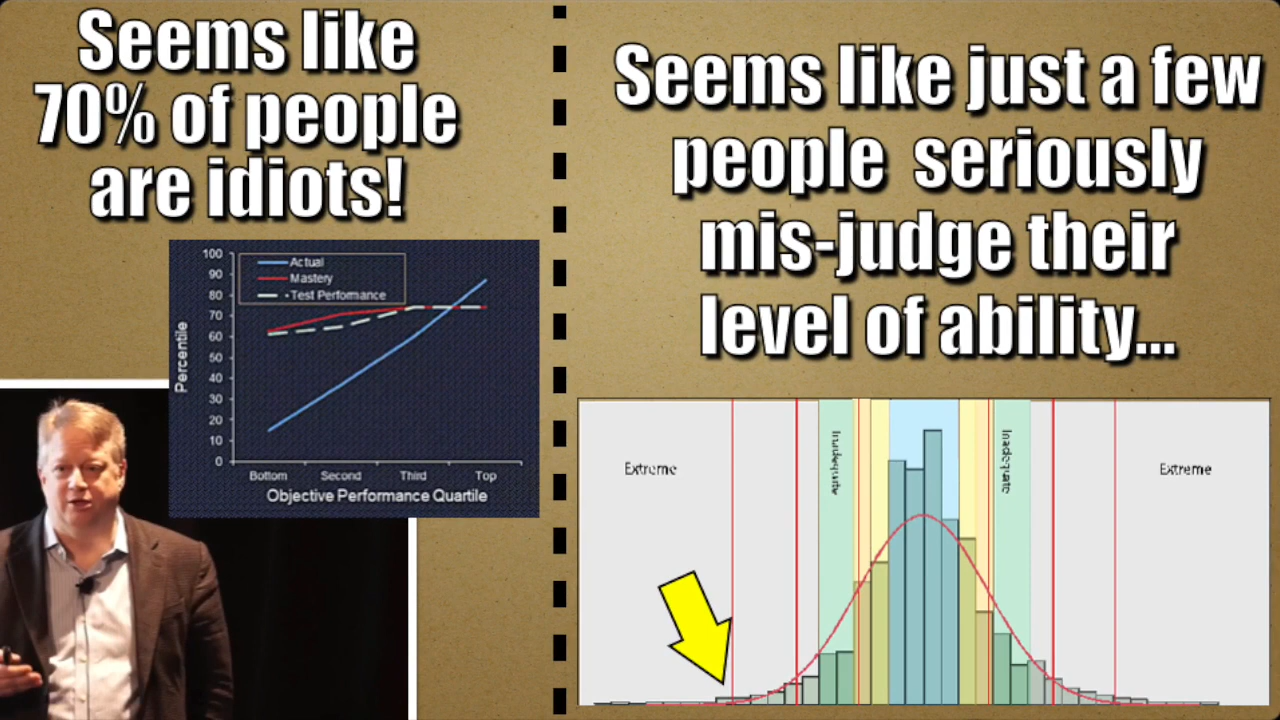 Seems like
70% of people
are idiots!
100
90
80
70
60
50
40
30
20
10
0
Percentile
Actual
Mastery
Test Performance
Bottom Second Third Top
Objective Performance Quartile
Seems like just a few
people seriously
mis-judge their
level of ability...
Extreme
Inadequate
Inadequate
Extreme